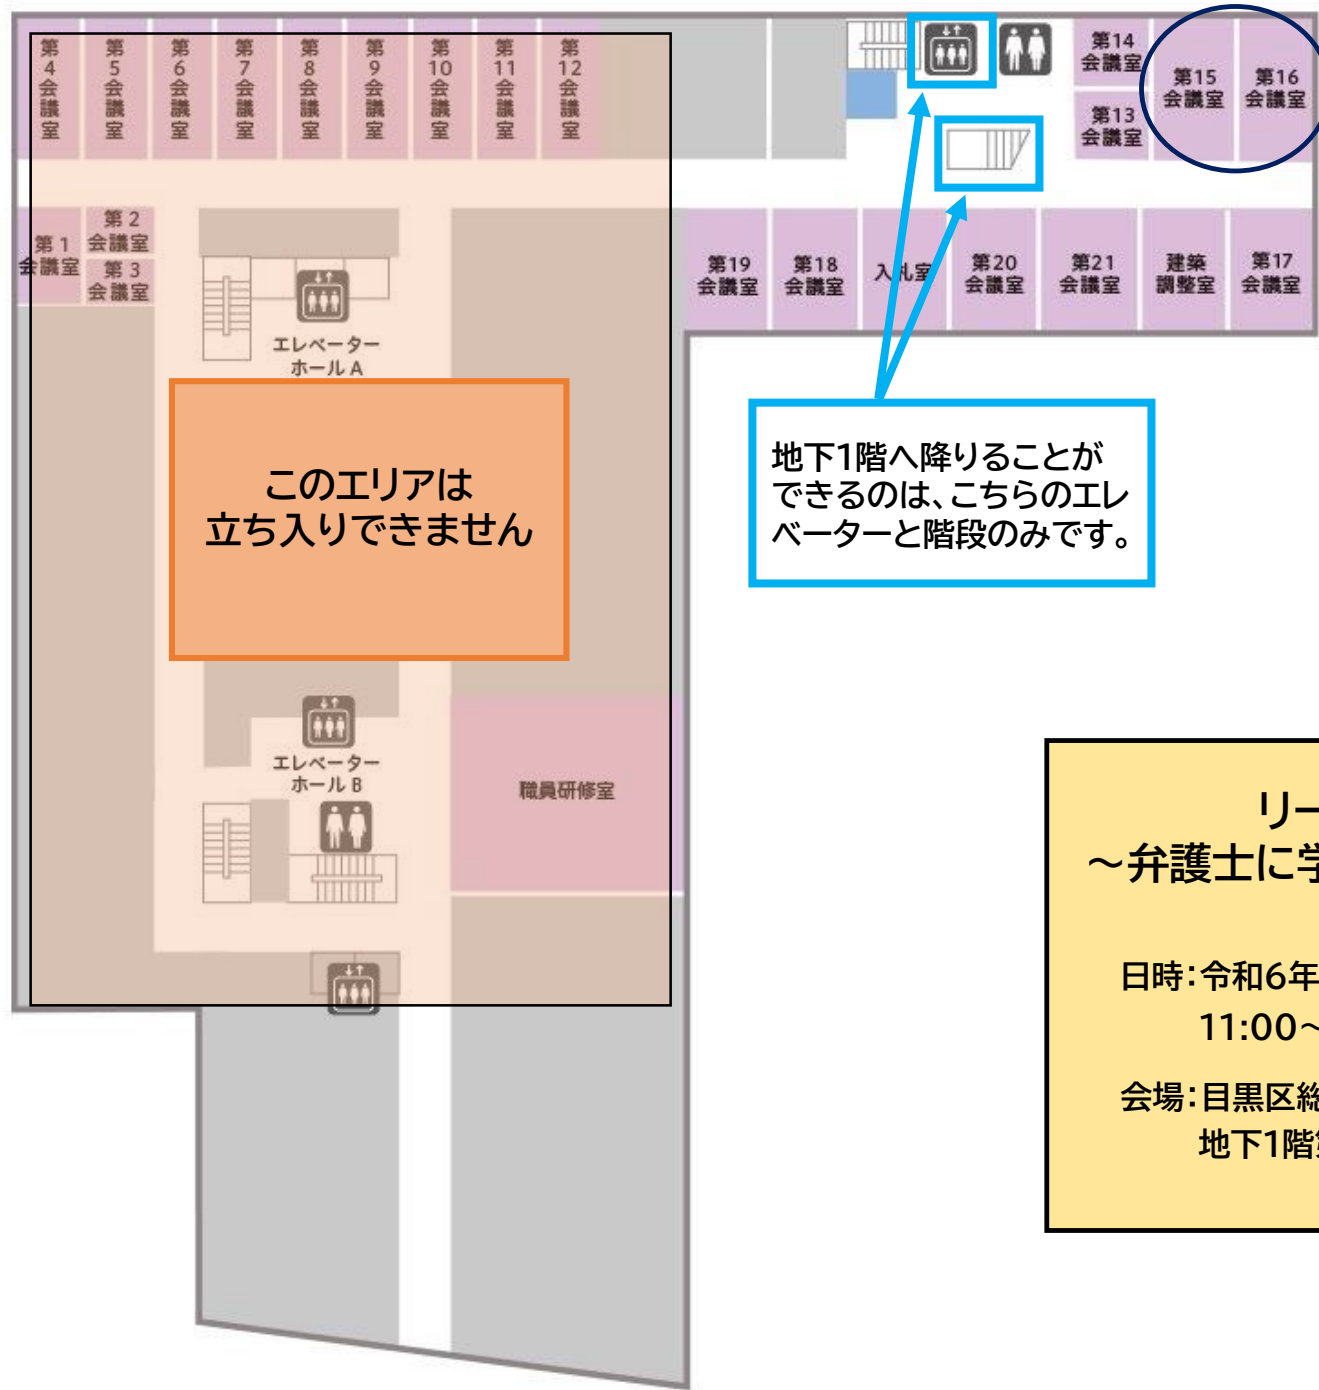 第4会議室
第5会議室
第6会議室
第7会議室
第8会議室
第9会議室
第10会議室
第11会議室
第12会議室
第14
会議室
第13
会議室
第15
会議室
第16
会議室
第1
会議室
第2
会議室
第3
会議室
第19
会議室
第18
会議室
入札室
第20
会議室
第21
会議室
建築
調整室
第17
会議室
エレベーター
ホールA
このエリアは
立ち入りできません
地下1階へ降りることが
できるのは、こちらのエレ
ベーターと階段のみです。
エレベーター
ホールB
職員研修室
リー
～弁護士に学
日時：令和6年
11:00～
会場：目黒区総
地下1階